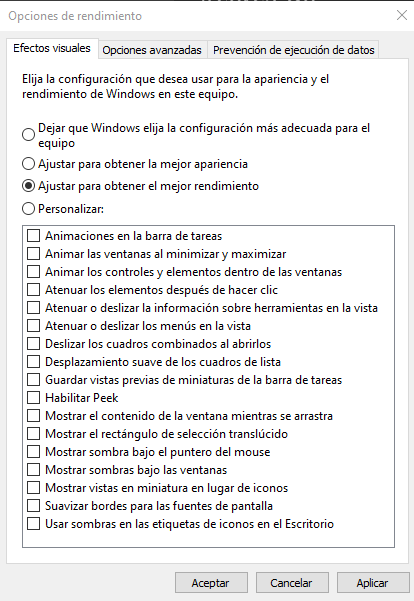 Opciones de rendimiento
Efectos visuales
Opciones avanzadas
Prevención de ejecución de datos
Elija la configuración que desea usar para la apariencia y el
rendimiento de Windows en este equipo.
Dejar que Windows elija la configuración más adecuada para el
equipo
Ajustar para obtener la mejor apariencia
Ajustar para obtener el mejor rendimiento
Personalizar:
Animaciones en la barra de tareas
Animar las ventanas al minimizar y maximizar
Animar los controles y elementos dentro de las ventanas
Atenuar los elementos después de hacer clic
Atenuar o deslizar la información sobre herramientas en la vista
Atenuar o deslizar los menús en la vista
Deslizar los cuadros combinados al abrirlos
Desplazamiento suave de los cuadros de lista
Guardar vistas previas de miniaturas de la barra de tareas
Habilitar Peek
Mostrar el contenido de la ventana mientras se arrastra
Mostrar el rectángulo de selección translúcido
Mostrar sombra bajo el puntero del mouse
Mostrar sombras bajo las ventanas
Mostrar vistas en miniatura en lugar de iconos
Suavizar bordes para las fuentes de pantalla
Usar sombras en las etiquetas de iconos en el Escritorio
Aceptar
Cancelar
Aplicar